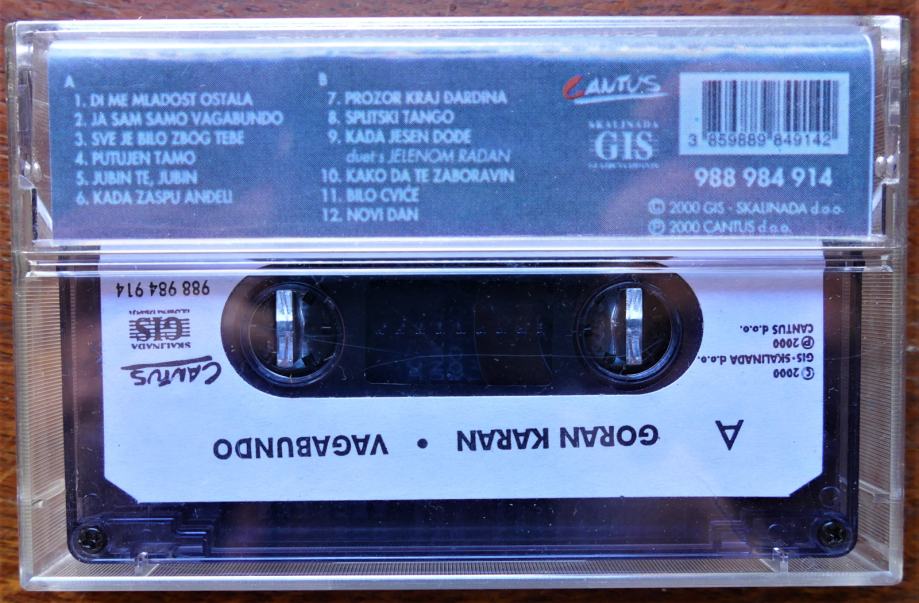 A
1. DI ME MLADOST OSTALA
2. JA SAM SAMO VAGABUNDO
3. SVE JE BILO ZBOG TEBE
4. PUTUJEN TAMO
5. JUBIN TE, JUBIN
6. KADA ZASPU ANĐELI
B
7. PROZOR KRAJ ĐARDINA
8. SPLITSKI TANGO
9. KADA JESEN DOĐE
duet s JELENOM RADAN
10. KAKO DA TE ZABORAVIN
11. BILO CVIĆE
12. NOVI DAN
CANTUS
SKALINADA
GIS
3 859889 849142
988 984 914
© 2000 GIS - SKALINADA d.o.o.
℗ 2000 CANTUS d.o.o.
A
GORAN KARAN • VAGABUNDO
© 2000
GIS-SKALINADA d.o.o.
℗ 2000
CANTUS d.o.o.
CANTUS
SKALINADA
GIS
988 984 914